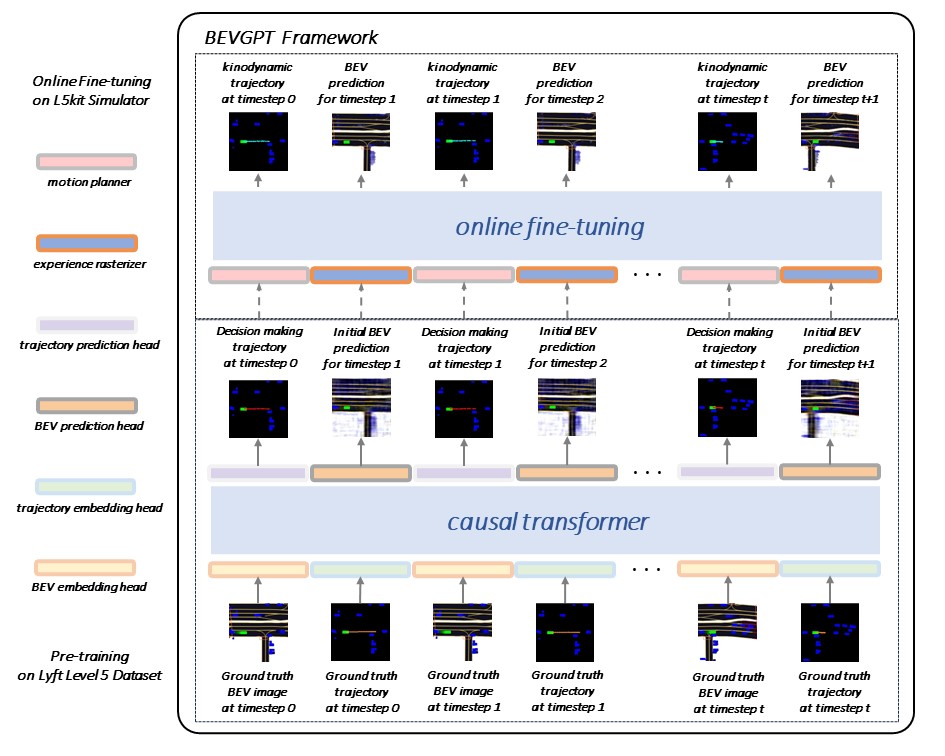 BEVGPT Framework
Online Fine-tuning
on L5kit Simulator
motion planner
experience rasterizer
trajectory prediction head
BEV prediction head
trajectory embedding head
BEV embedding head
Pre-training
on Lyft Level 5 Dataset
kinodynamic
trajectory
at timestep 0
BEV
prediction
for timestep 1
kinodynamic
trajectory
at timestep 1
BEV
prediction
for timestep 2
kinodynamic
trajectory
at timestep t
BEV
prediction
for timestep t+1
online fine-tuning
. . .
Decision making
trajectory
at timestep 0
Initial BEV
prediction
for timestep 1
Decision making
trajectory
at timestep 1
Initial BEV
prediction
for timestep 2
Decision making
trajectory
at timestep t
Initial BEV
prediction
for timestep t+1
. . .
causal transformer
. . .
Ground truth
BEV image
at timestep 0
Ground truth
trajectory
at timestep 0
Ground truth
BEV image
at timestep 1
Ground truth
trajectory
at timestep 1
Ground truth
BEV image
at timestep t
Ground truth
trajectory
at timestep t